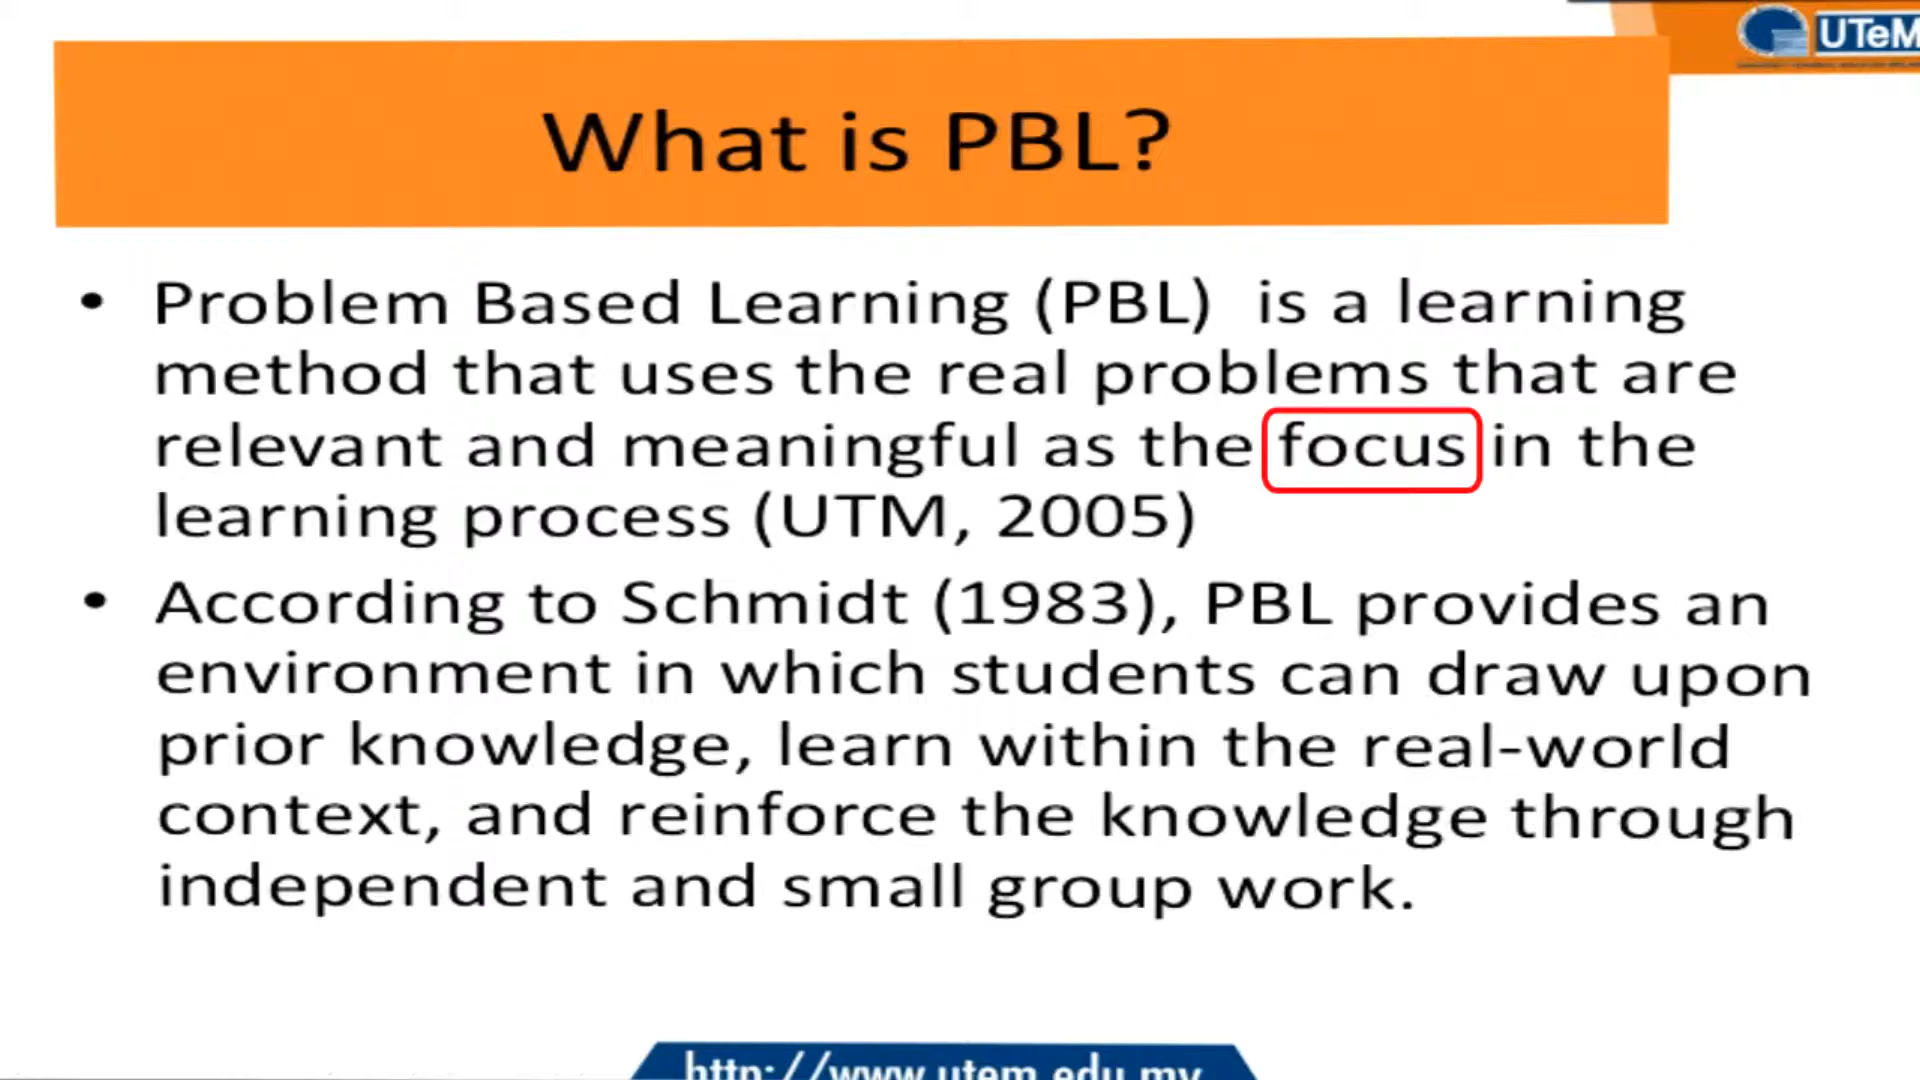 UTeM
What is PBL?
• Problem Based Learning (PBL) is a learning
method that uses the real problems that are
relevant and meaningful as the focus in the
learning process (UTM, 2005)
• According to Schmidt (1983), PBL provides an
environment in which students can draw upon
prior knowledge, learn within the real-world
context, and reinforce the knowledge through
independent and small group work.
http://www.utem.edu.my